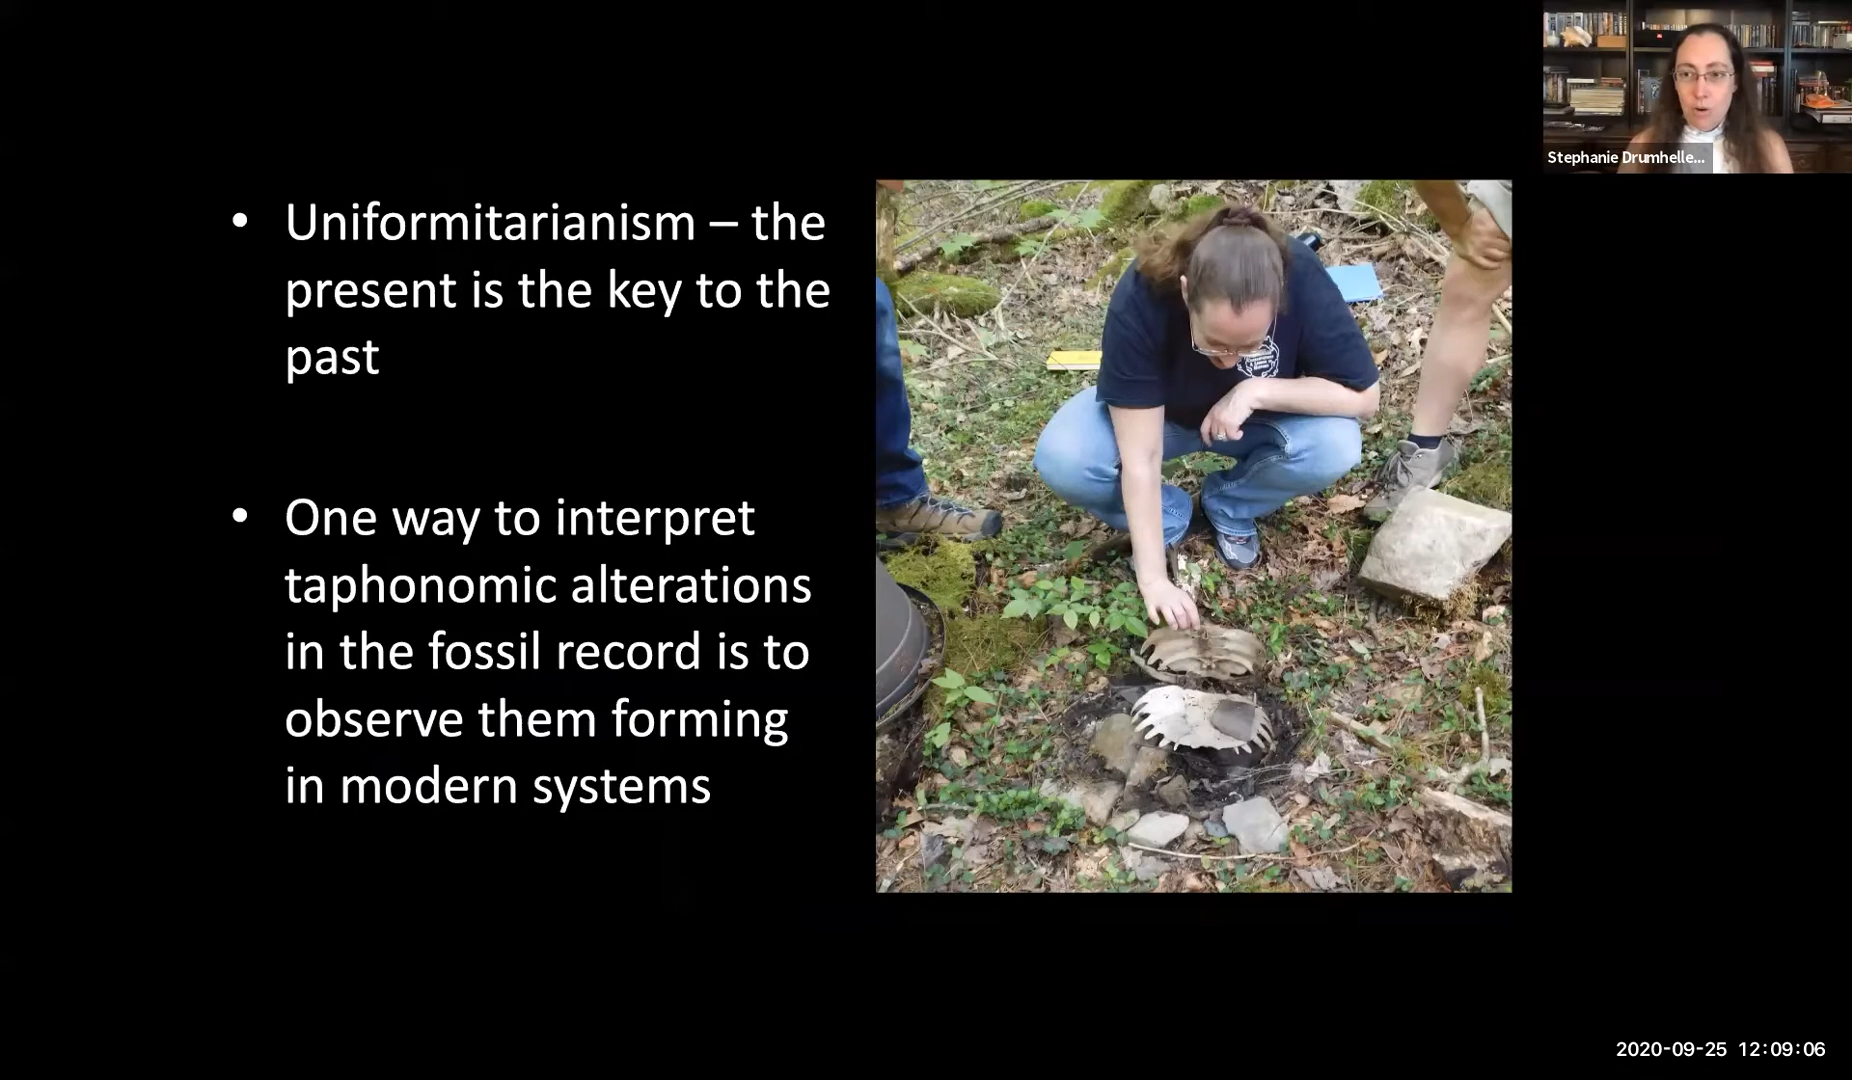 Stephanie Drumhelle...
• Uniformitarianism – the
present is the key to the
past
• One way to interpret
taphonomic alterations
in the fossil record is to
observe them forming
in modern systems
2020-09-25 12:09:06